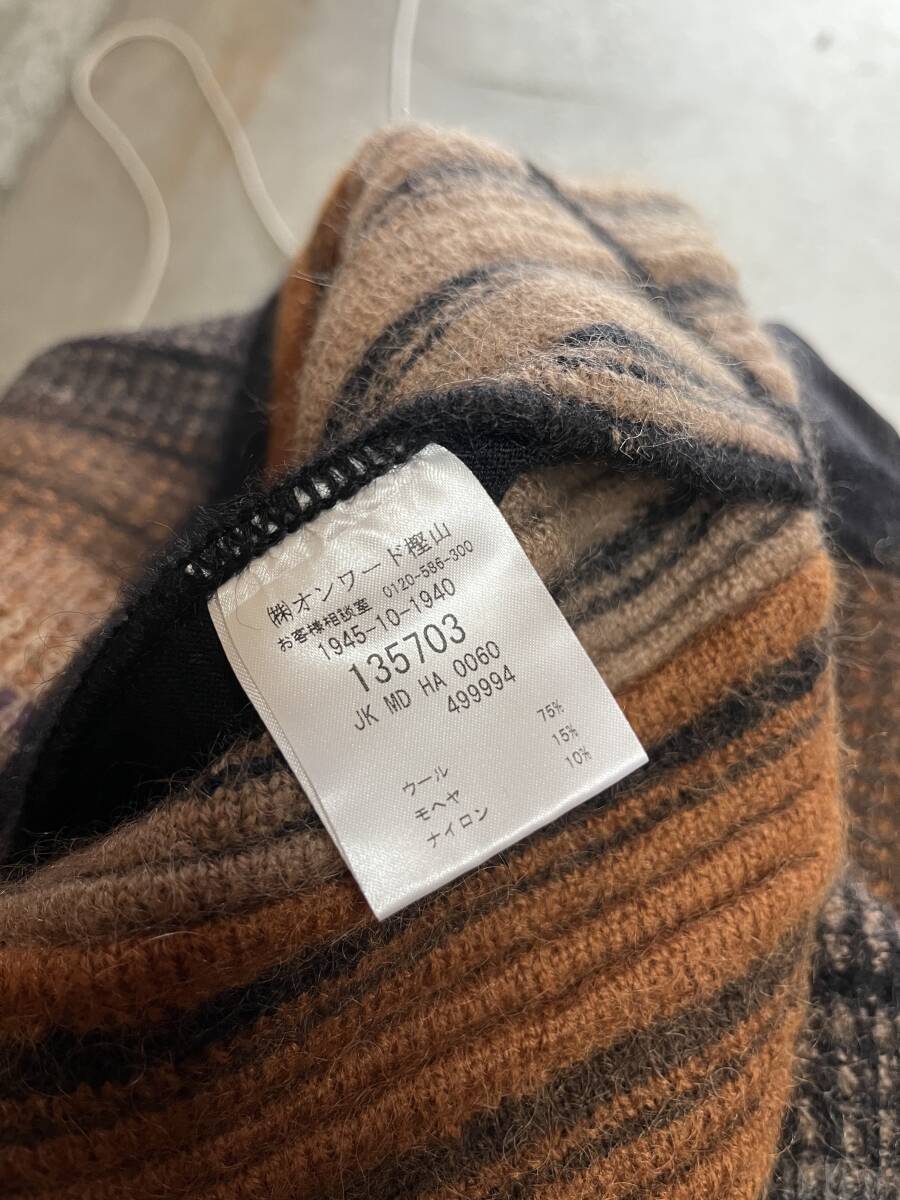 ㈱オンワード樫山
お客様相談室 0120-586-300
1945-10-1940
135703
JK MD HA 0060
499994
ウール 75%
モヘヤ 15%
ナイロン 10%